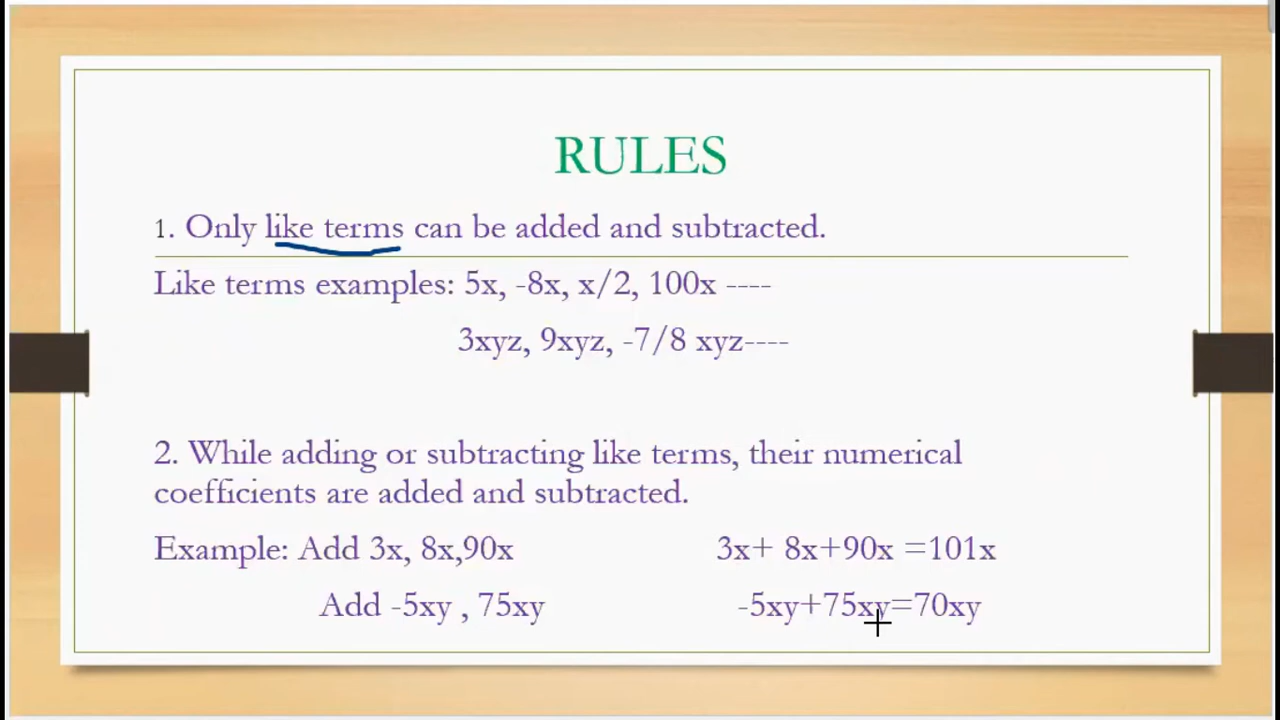 RULES
1. Only like terms can be added and subtracted.
Like terms examples: 5x, -8x, x/2, 100x ----
3xyz, 9xyz, -7/8 xyz----
2. While adding or subtracting like terms, their numerical
coefficients are added and subtracted.
Example: Add 3x, 8x,90x 3x+ 8x+90x =101x
Add -5xy , 75xy -5xy+75xy=70xy